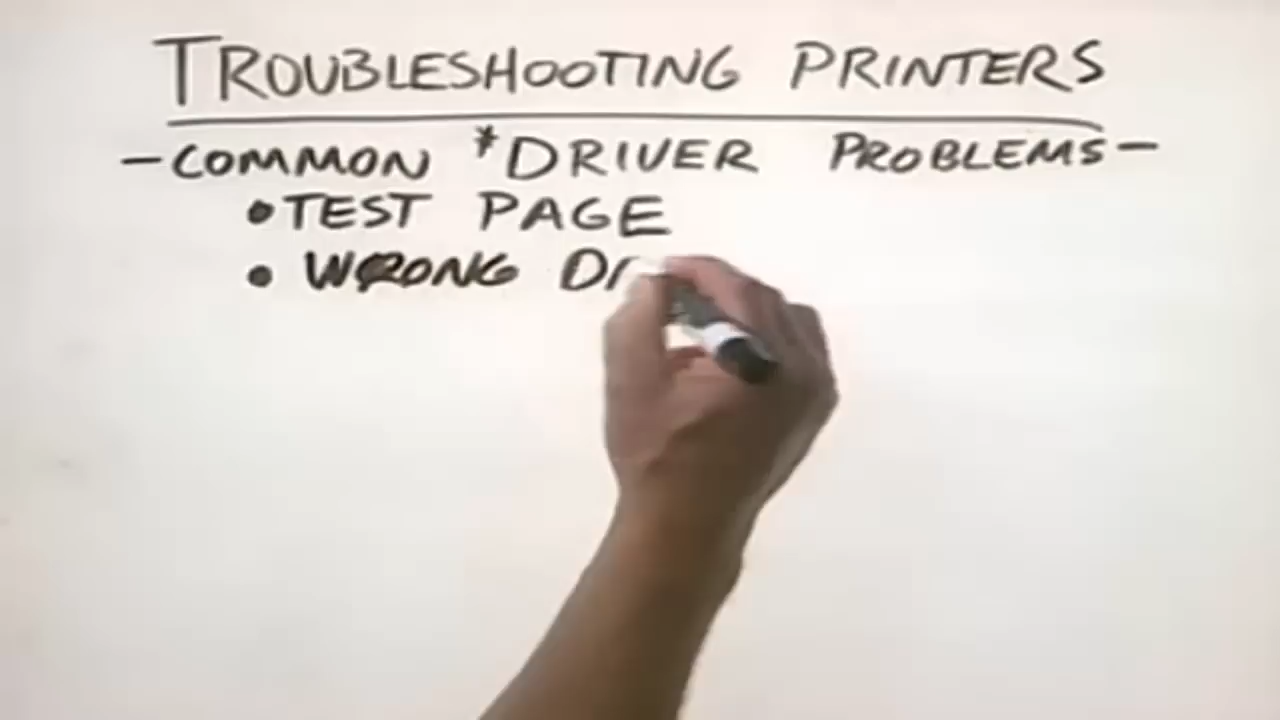 TROUBLESHOOTING PRINTERS
-COMMON *DRIVER PROBLEMS-
•TEST PAGE
• WRONG